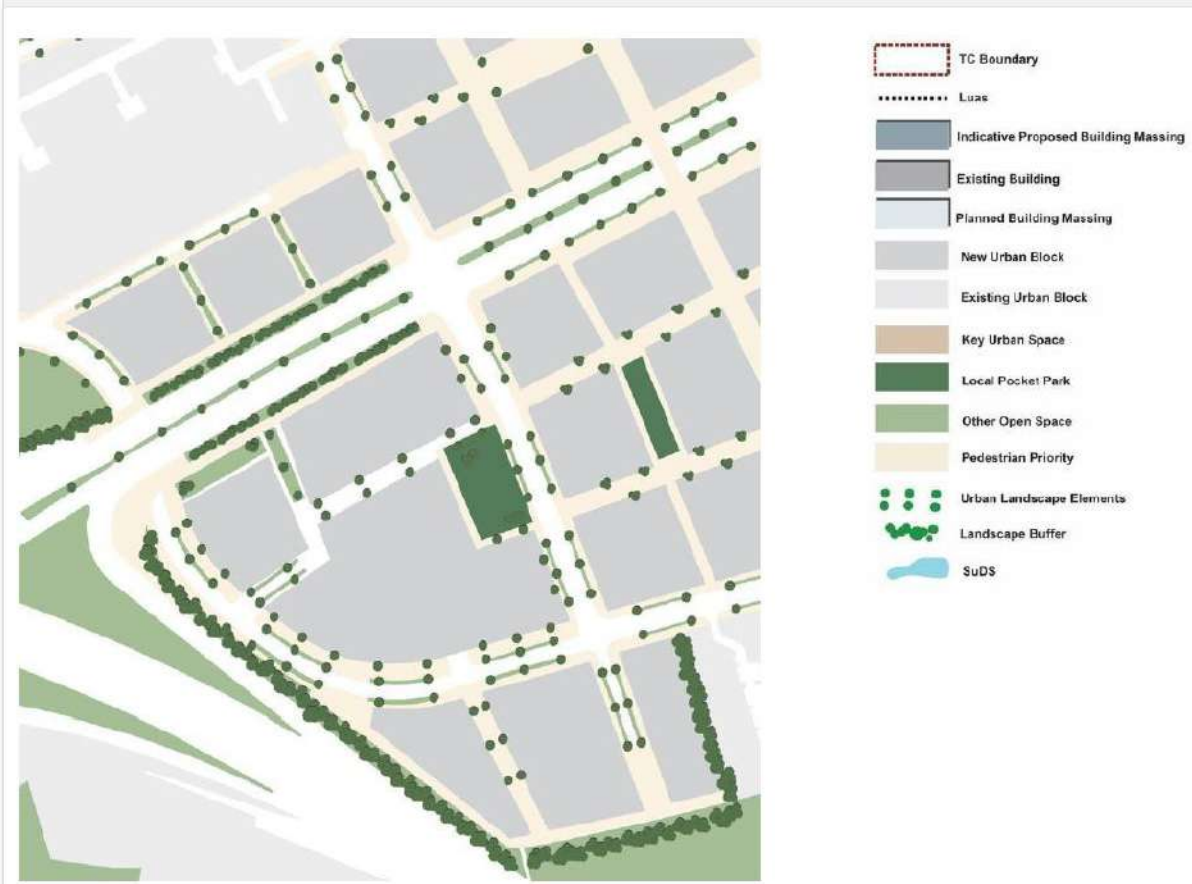 TC Boundary
Luas
Indicative Proposed Building Massing
Existing Building
Planned Building Massing
New Urban Block
Existing Urban Block
Key Urban Space
Local Pocket Park
Other Open Space
Pedestrian Priority
Urban Landscape Elements
Landscape Buffer
SuDS